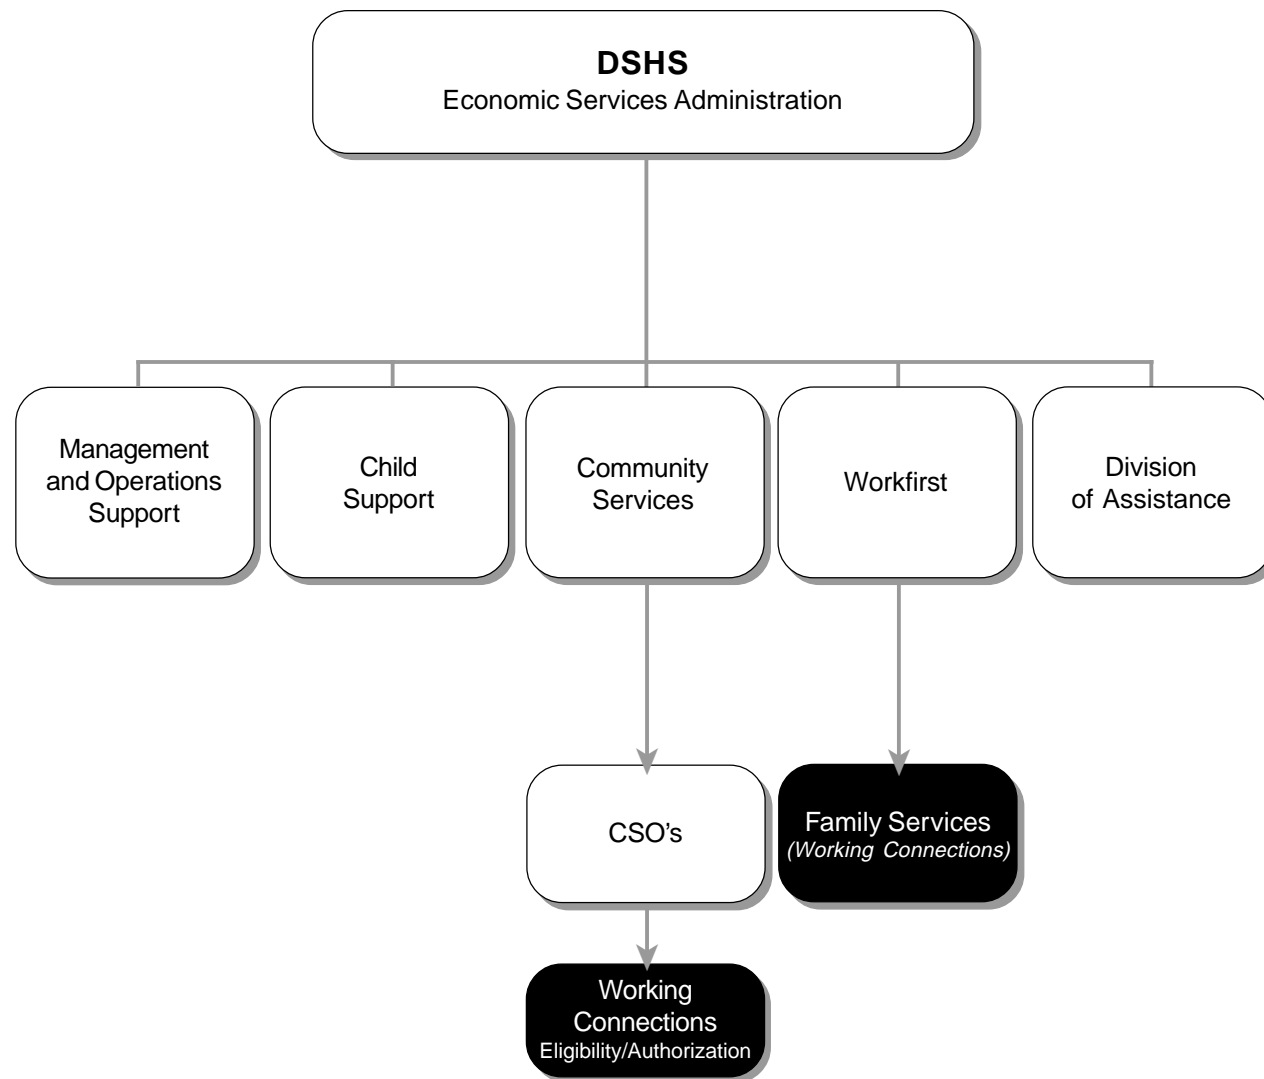 DSHS
Economic Services Administration
Management
and Operations
Support
Child
Support
Community
Services
Workfirst
Division
of Assistance
CSO's
Family Services
(Working Connections)
Working
Connections
Eligibility/Authorization